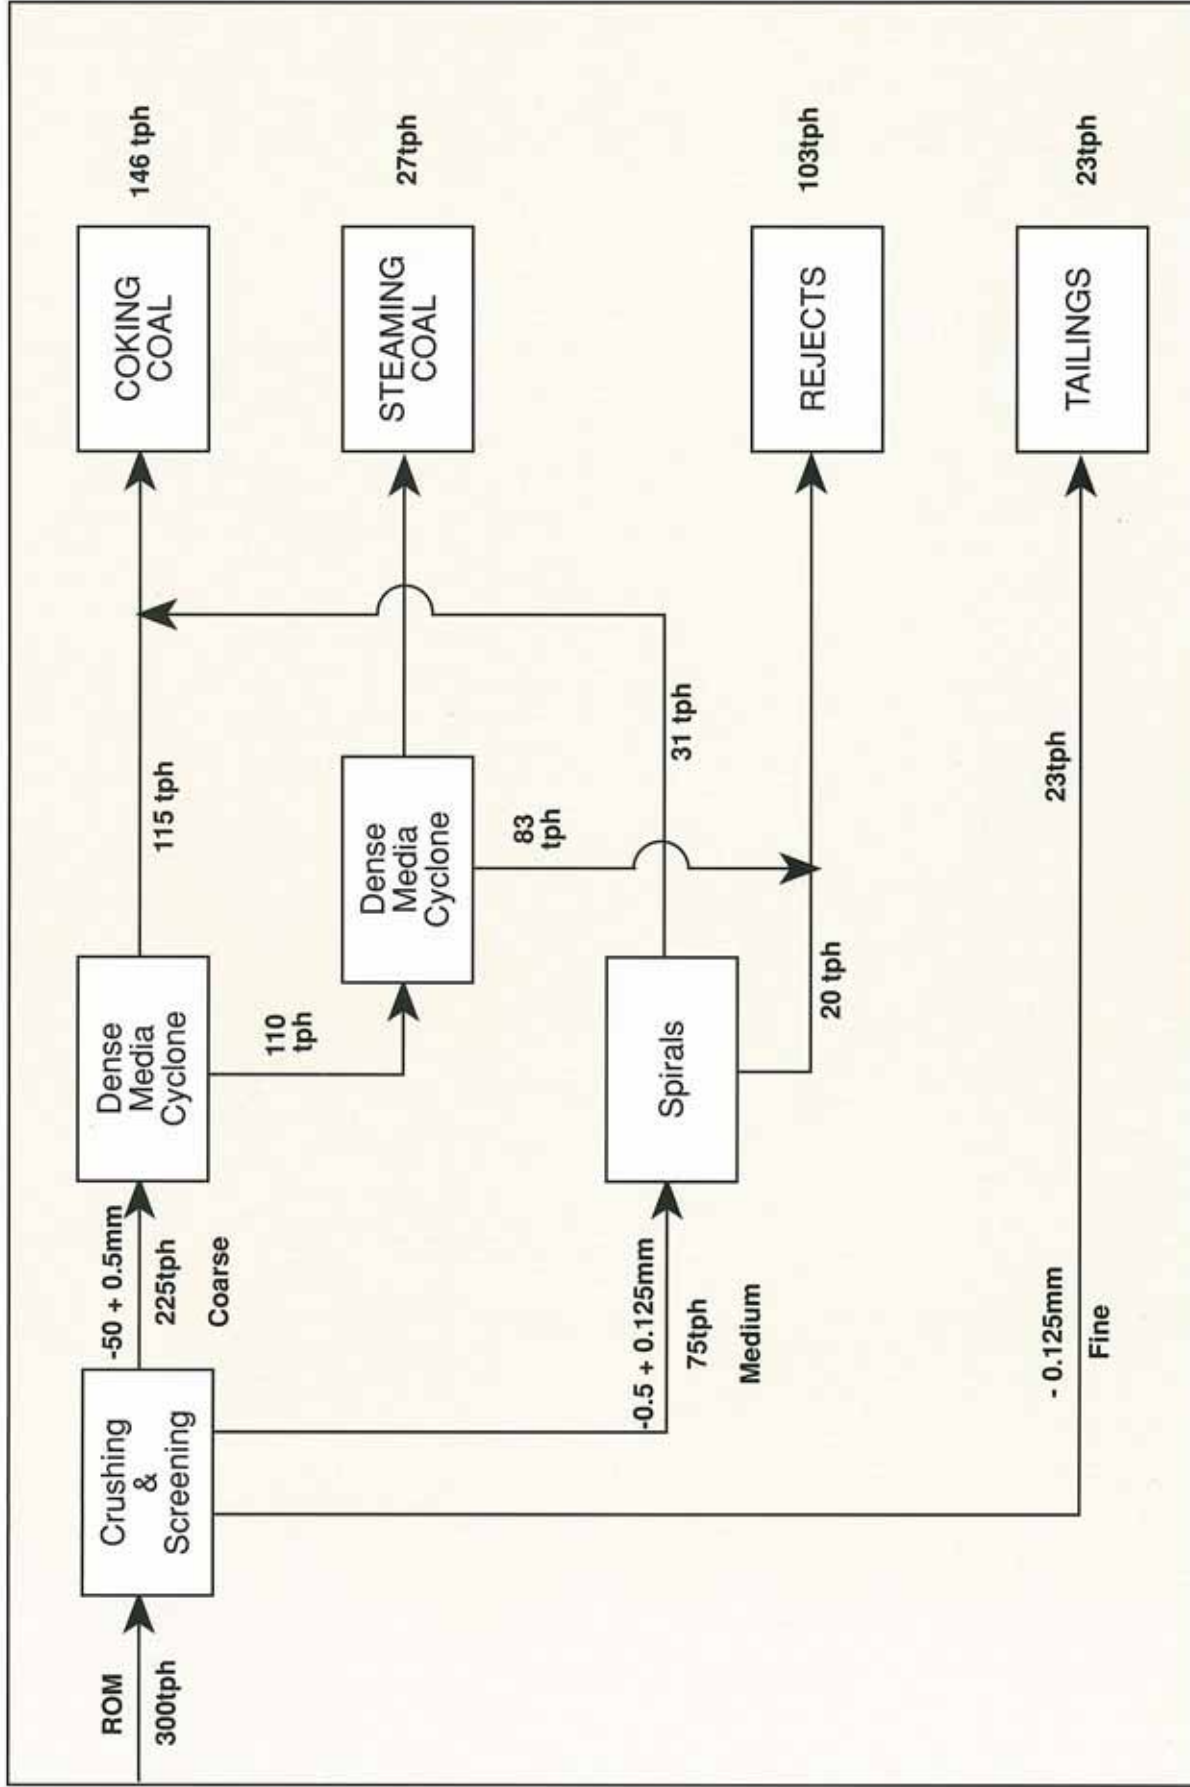 ROM
300tph
Crushing
&
Screening
-50 + 0.5mm
225tph
Coarse
Dense
Media
Cyclone
115 tph
COKING
COAL
146 tph
110
tph
Dense
Media
Cyclone
STEAMING
COAL
27tph
83
tph
-0.5 + 0.125mm
75tph
Medium
Spirals
31 tph
20 tph
REJECTS
103tph
- 0.125mm
Fine
23tph
TAILINGS
23tph